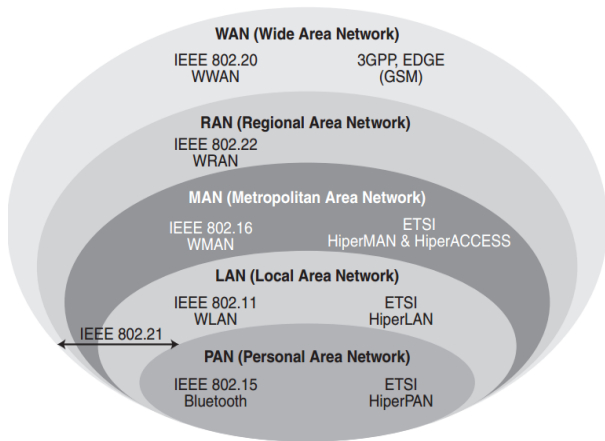 WAN (Wide Area Network)
IEEE 802.20 3GPP, EDGE
WWAN (GSM)
RAN (Regional Area Network)
IEEE 802.22
WRAN
MAN (Metropolitan Area Network)
IEEE 802.16 ETSI
WMAN HiperMAN & HiperACCESS
LAN (Local Area Network)
IEEE 802.11 ETSI
WLAN HiperLAN
IEEE 802.21
PAN (Personal Area Network)
IEEE 802.15 ETSI
Bluetooth HiperPAN